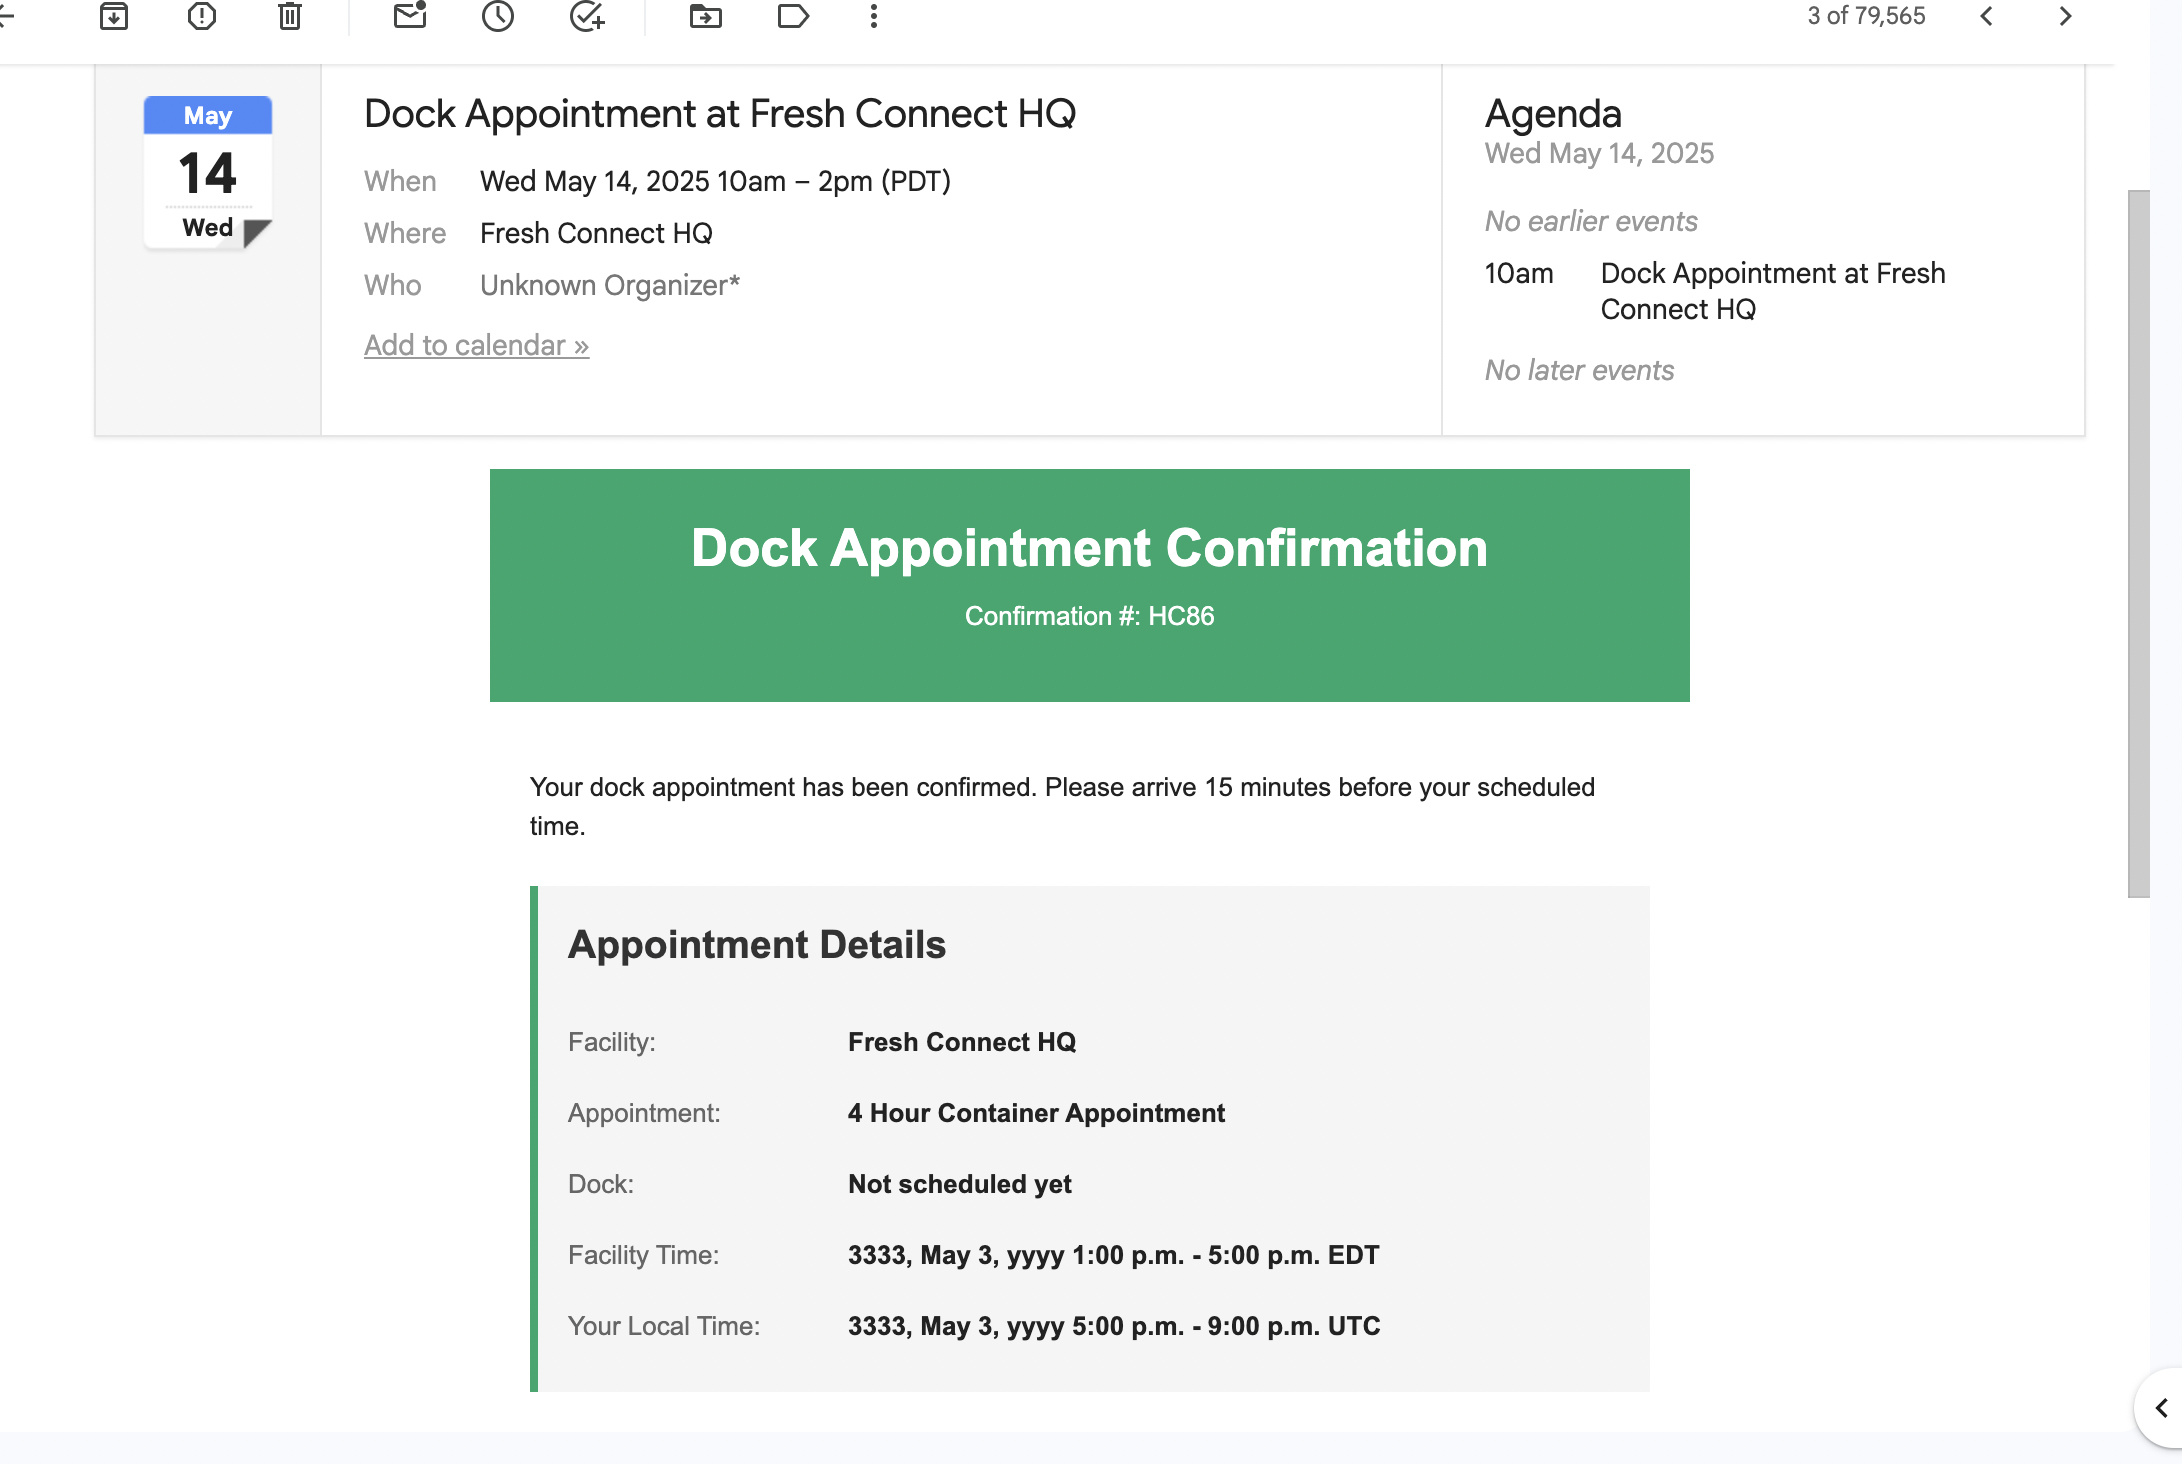 3 of 79,565
May
14
Wed
Dock Appointment at Fresh Connect HQ
When Wed May 14, 2025 10am – 2pm (PDT)
Where Fresh Connect HQ
Who Unknown Organizer*
Add to calendar »
Agenda
Wed May 14, 2025
No earlier events
10am Dock Appointment at Fresh
Connect HQ
No later events
Dock Appointment Confirmation
Confirmation #: HC86
Your dock appointment has been confirmed. Please arrive 15 minutes before your scheduled
time.
Appointment Details
Facility: Fresh Connect HQ
Appointment: 4 Hour Container Appointment
Dock: Not scheduled yet
Facility Time: 3333, May 3, yyyy 1:00 p.m. - 5:00 p.m. EDT
Your Local Time: 3333, May 3, yyyy 5:00 p.m. - 9:00 p.m. UTC